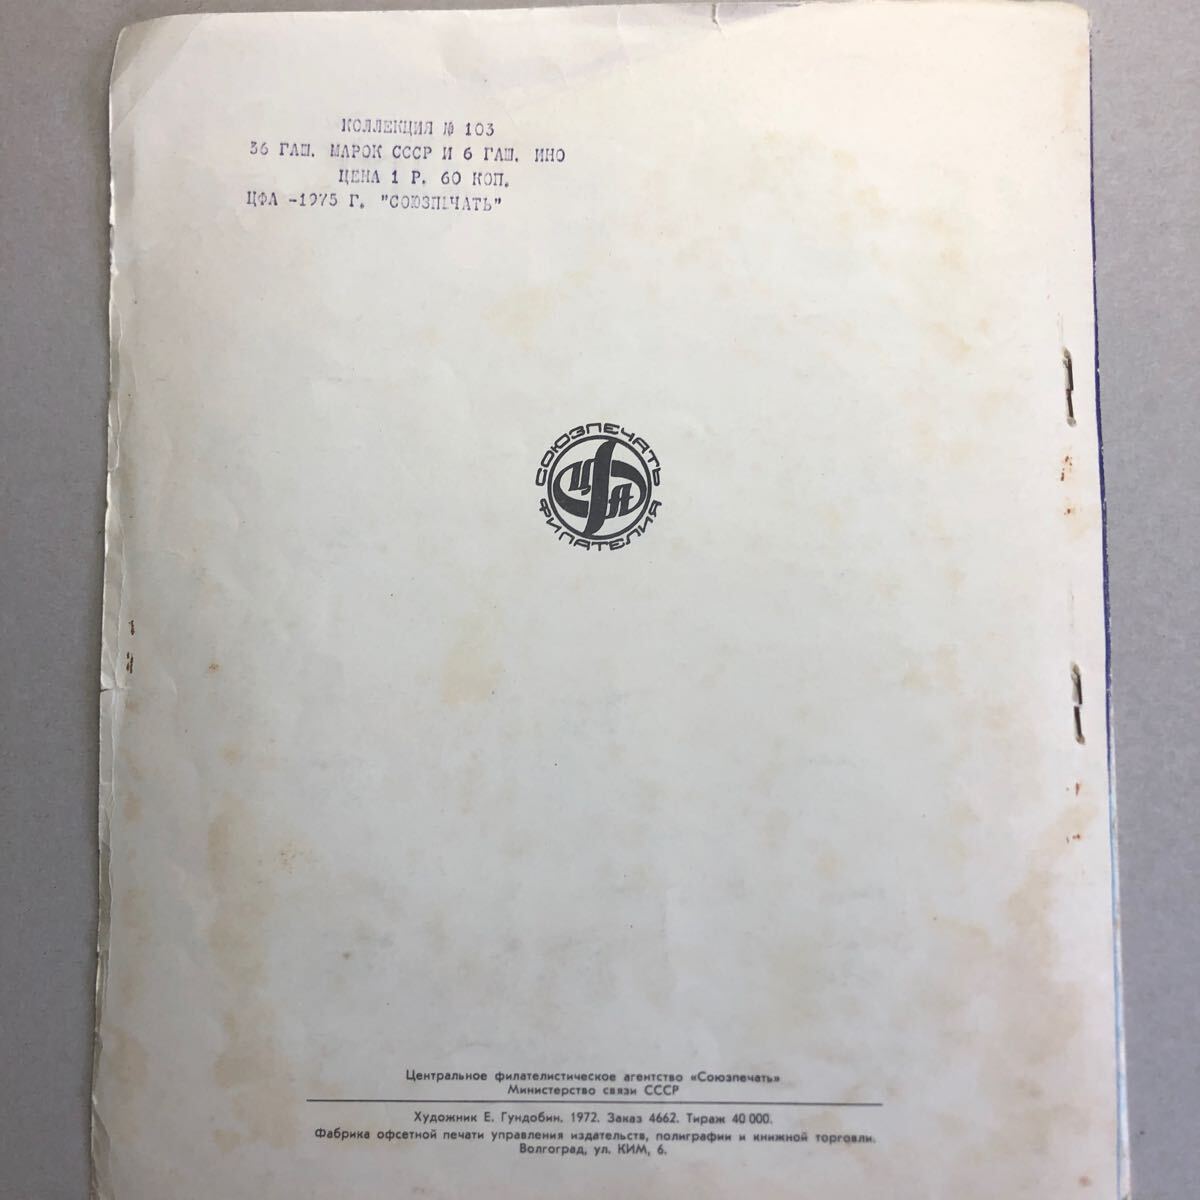 КОЛЛЕКЦИЯ № 103
36 ГАШ. МАРОК СССР И 6 ГАШ. ИНО
ЦЕНА 1 Р. 60 КОП.
ЦФА -1975 Г. "СОЮЗПЕЧАТЬ"
СОЮЗПЕЧАТЬ
ЦФА
ФИЛАТЕЛИЯ
Центральное филателистическое агентство «Союзпечать»
Министерство связи СССР
Художник Е. Гундобин. 1972. Заказ 4662. Тираж 40 000.
Фабрика офсетной печати управления издательств, полиграфии и книжной торговли.
Волгоград, ул. КИМ, 6.